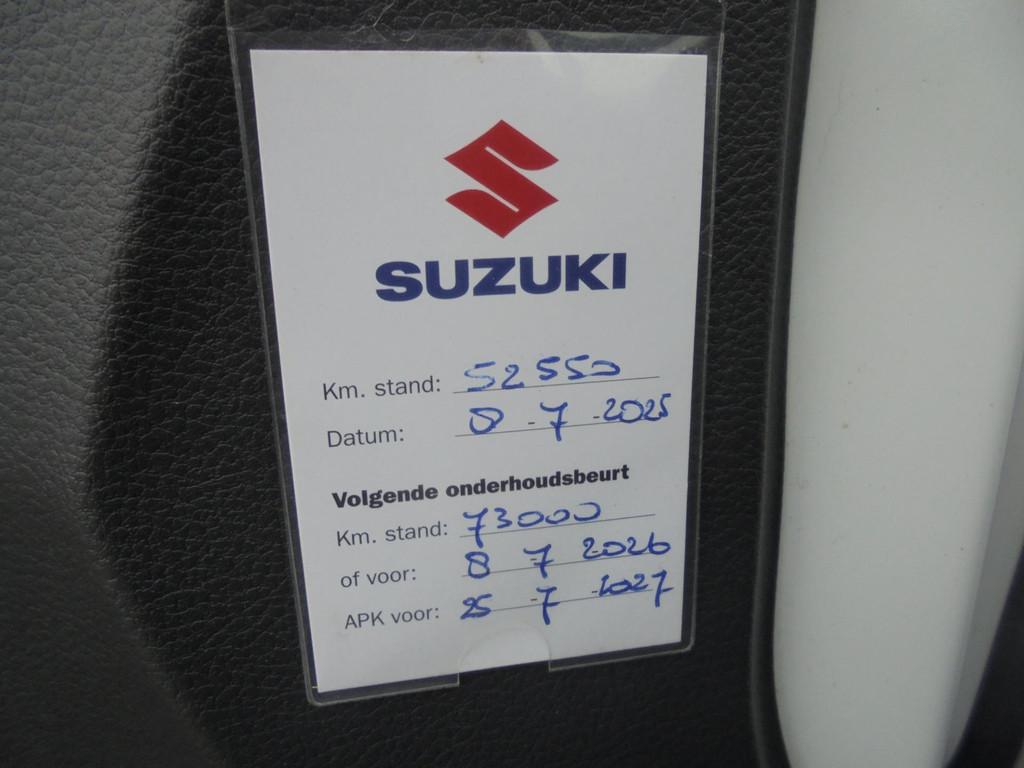 SUZUKI
Km. stand: 52550
Datum: 8-7-2025
Volgende onderhoudsbeurt
Km. stand: 73000
of voor: 8 7 2026
APK voor: 25-7-2027